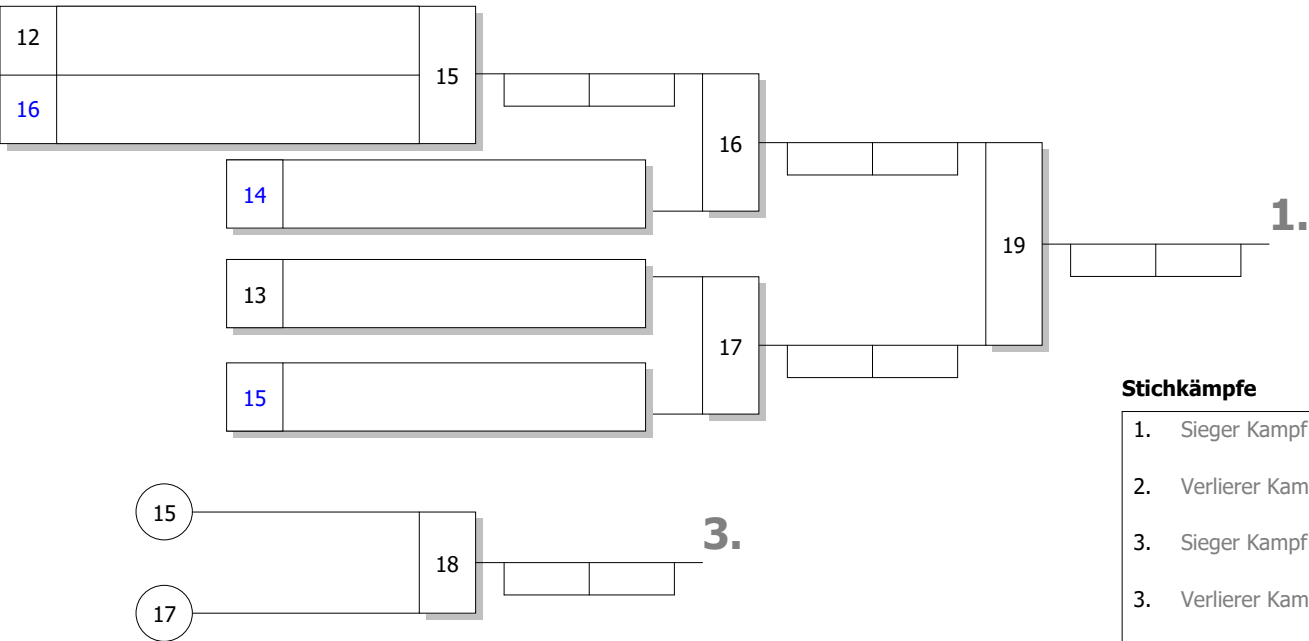 12
15
16
16
14
1.
19
13
17
15
Stichkämpfe
1. Sieger Kampf
2. Verlierer Kam
15
3.
3. Sieger Kampf
18
3. Verlierer Kam
17